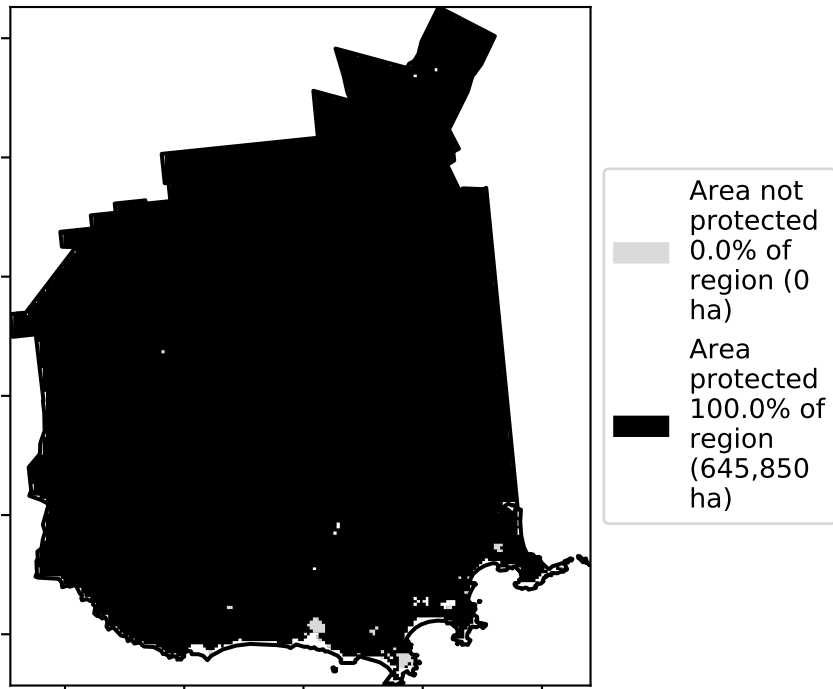 Area not
protected
0.0% of
region (0
ha)
Area
protected
100.0% of
region
(645,850
ha)